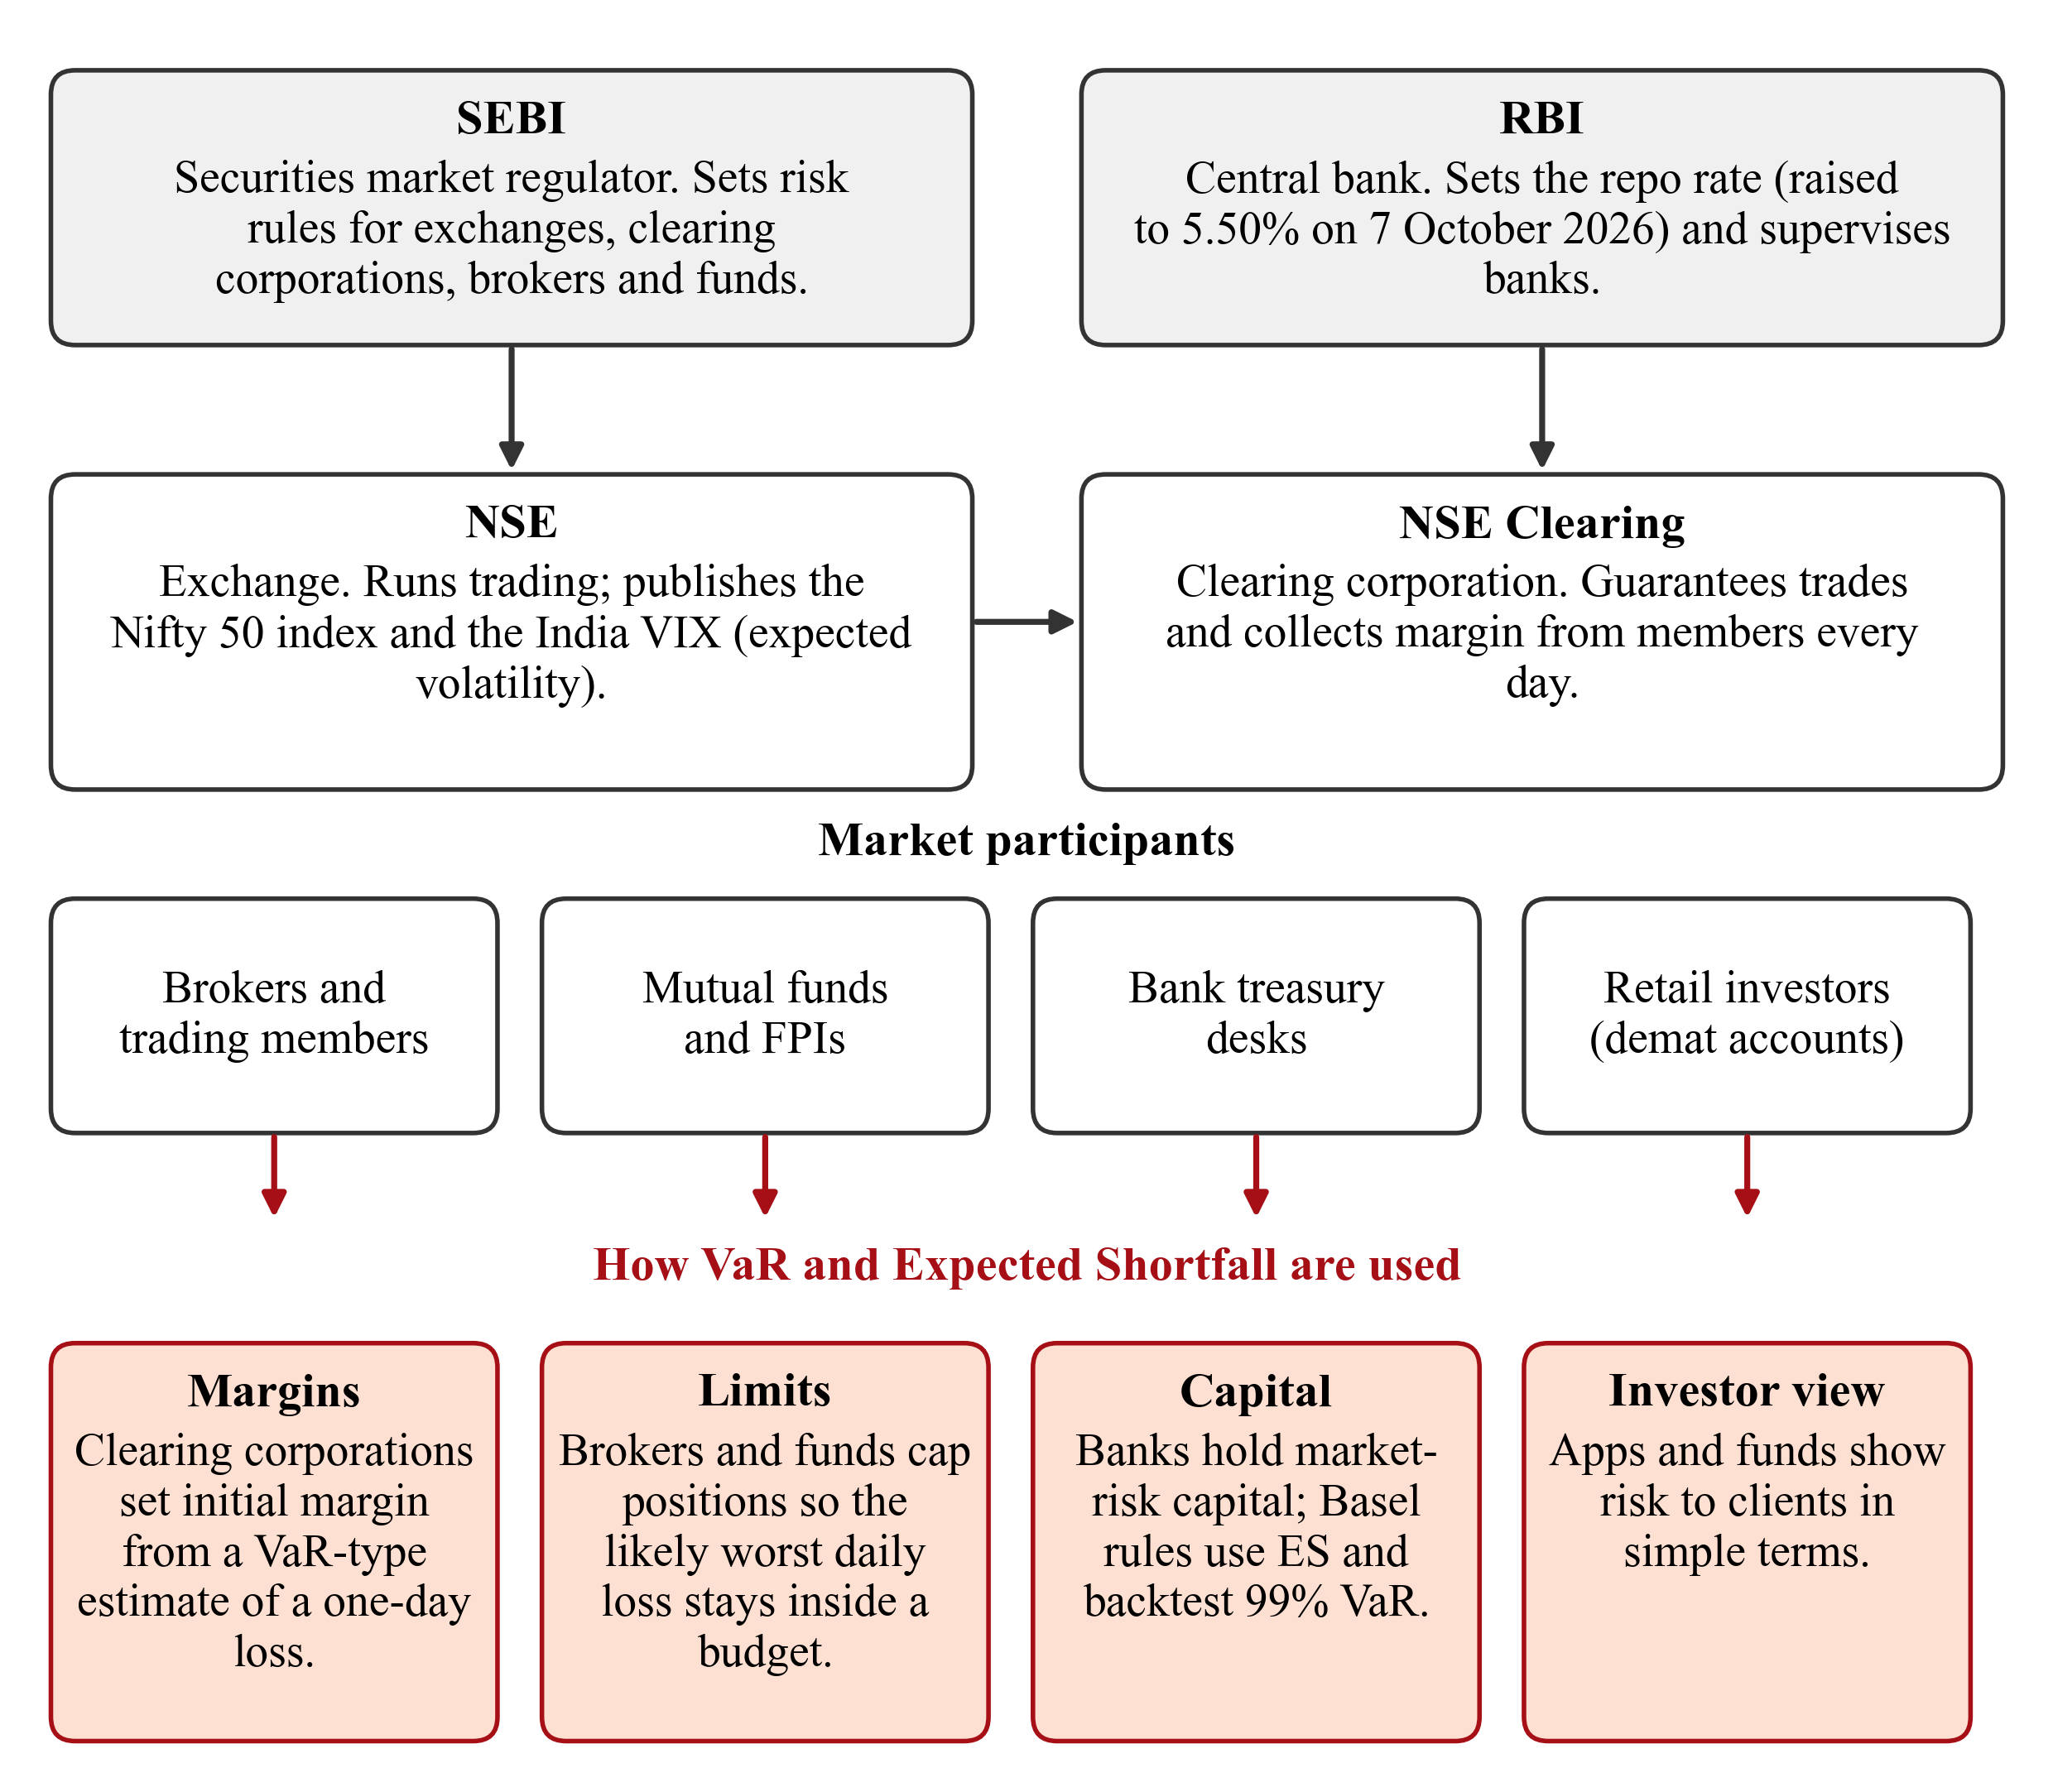 SEBI
Securities market regulator. Sets risk
rules for exchanges, clearing
corporations, brokers and funds.
RBI
Central bank. Sets the repo rate (raised
to 5.50% on 7 October 2026) and supervises
banks.
NSE
Exchange. Runs trading; publishes the
Nifty 50 index and the India VIX (expected
volatility).
NSE Clearing
Clearing corporation. Guarantees trades
and collects margin from members every
day.
Market participants
Brokers and
trading members
Mutual funds
and FPIs
Bank treasury
desks
Retail investors
(demat accounts)
How VaR and Expected Shortfall are used
Margins
Clearing corporations
set initial margin
from a VaR-type
estimate of a one-day
loss.
Limits
Brokers and funds cap
positions so the
likely worst daily
loss stays inside a
budget.
Capital
Banks hold market-
risk capital; Basel
rules use ES and
backtest 99% VaR.
Investor view
Apps and funds show
risk to clients in
simple terms.